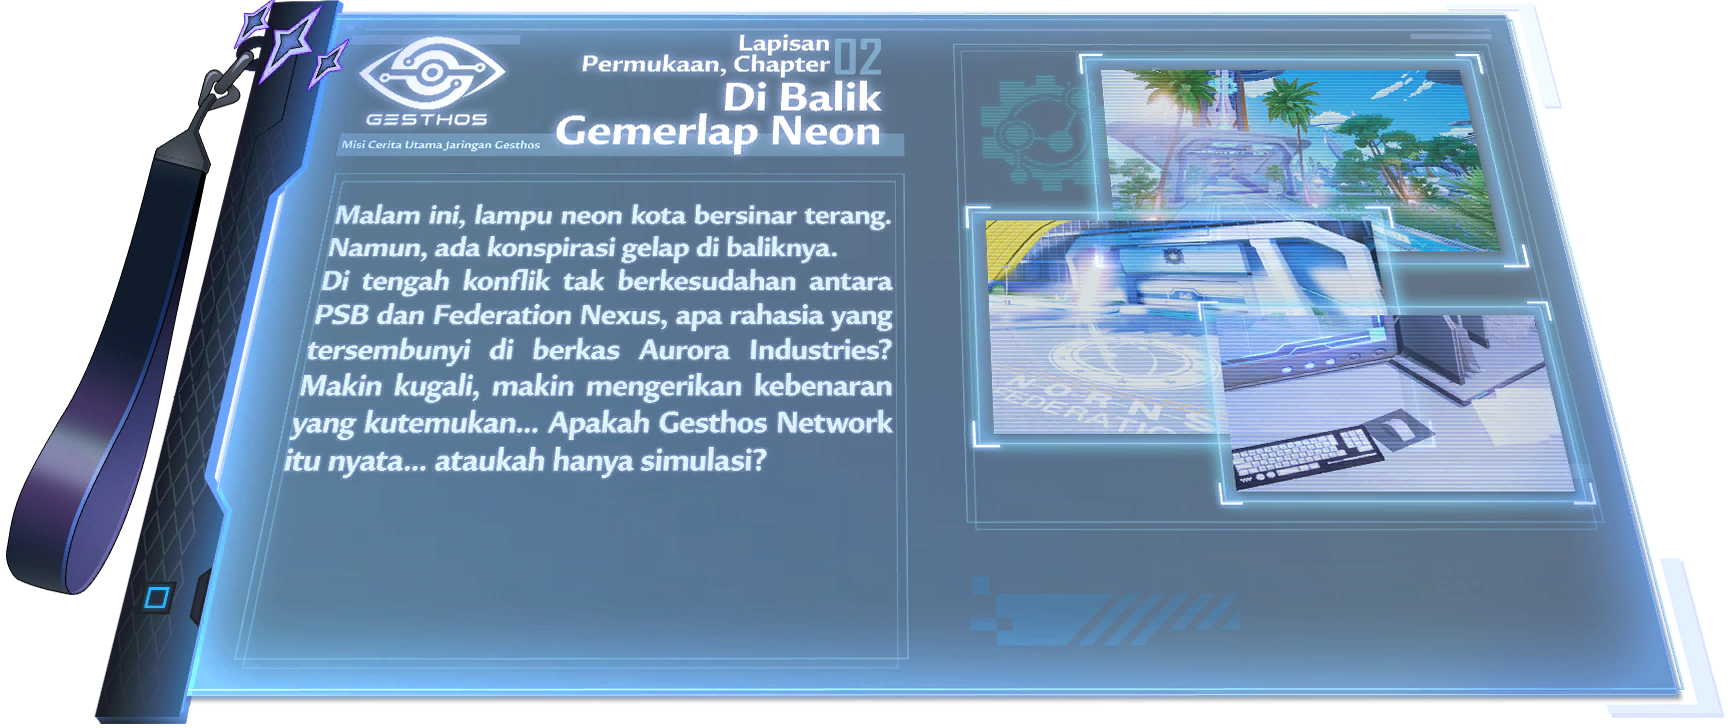 GESTHOS
Misi Cerita Utama Jaringan Gesthos
Lapisan
Permukaan, Chapter 02
Di Balik
Gemerlap Neon
Malam ini, lampu neon kota bersinar terang.
Namun, ada konspirasi gelap di baliknya.
Di tengah konflik tak berkesudahan antara
PSB dan Federation Nexus, apa rahasia yang
tersembunyi di berkas Aurora Industries?
Makin kugali, makin mengerikan kebenaran
yang kutemukan... Apakah Gesthos Network
itu nyata... ataukah hanya simulasi?
NORNS
FEDERATIO